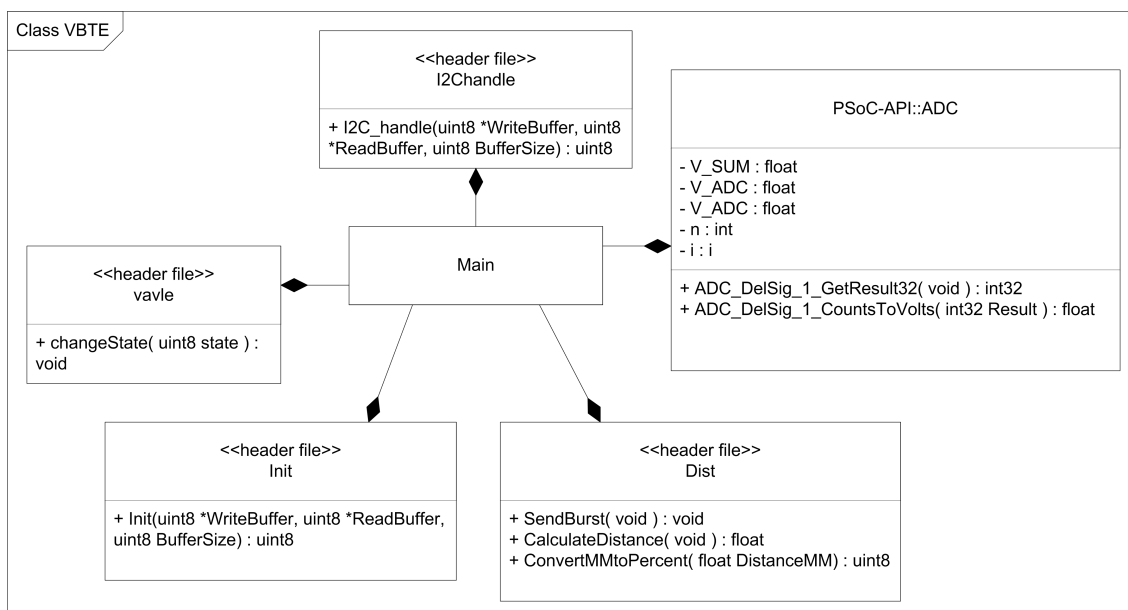 Class VBTE
<<header file>>
I2Chandle
+ I2C_handle(uint8 *WriteBuffer, uint8
*ReadBuffer, uint8 BufferSize) : uint8
PSoC-API::ADC
- V_SUM : float
- V_ADC : float
- V_ADC : float
- n : int
- i : i
+ ADC_DelSig_1_GetResult32( void ) : int32
+ ADC_DelSig_1_CountsToVolts( int32 Result ) : float
Main
<<header file>>
vavle
+ changeState( uint8 state ) :
void
<<header file>>
Init
+ Init(uint8 *WriteBuffer, uint8 *ReadBuffer,
uint8 BufferSize) : uint8
<<header file>>
Dist
+ SendBurst( void ) : void
+ CalculateDistance( void ) : float
+ ConvertMMtoPercent( float DistanceMM) : uint8